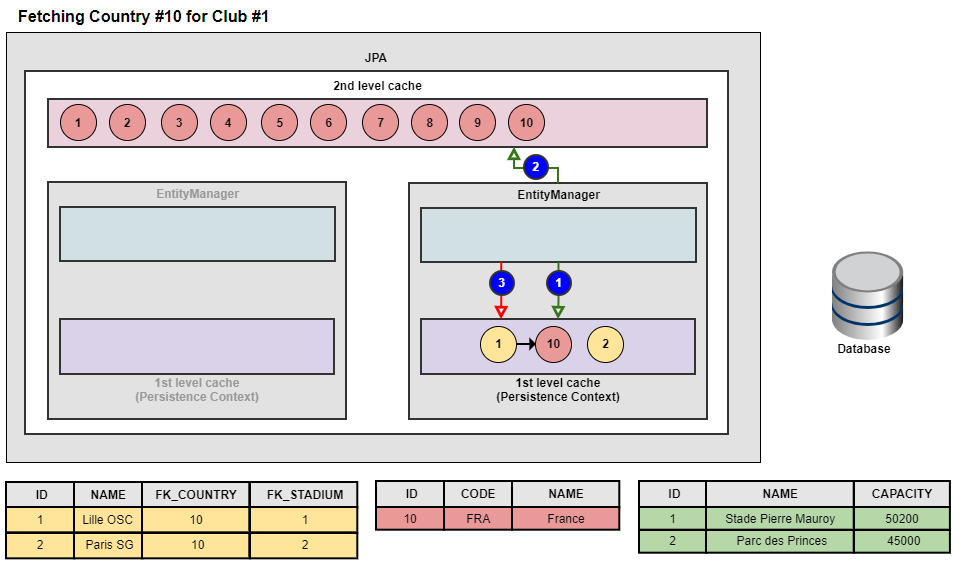 Fetching Country #10 for Club #1
JPA
2nd level cache
1 2 3 4 5 6 7 8 9 10
2
EntityManager
EntityManager
3 1
1 10 2
1st level cache
(Persistence Context)
1st level cache
(Persistence Context)
Database
ID NAME FK_COUNTRY FK_STADIUM
1 Lille OSC 10 1
2 Paris SG 10 2
ID CODE NAME
10 FRA France
ID NAME CAPACITY
1 Stade Pierre Mauroy 50200
2 Parc des Princes 45000